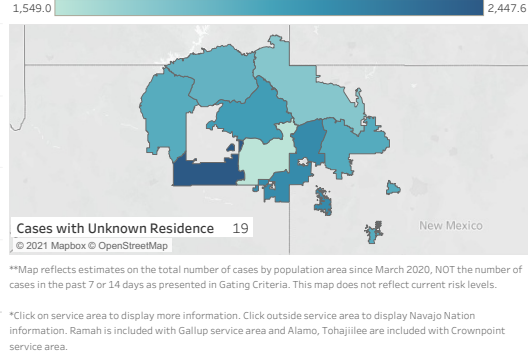 1,549.0 2,447.6
New Mexico
Cases with Unknown Residence 19
© 2021 Mapbox © OpenStreetMap
**Map reflects estimates on the total number of cases by population area since March 2020, NOT the number of
cases in the past 7 or 14 days as presented in Gating Criteria. This map does not reflect current risk levels.
*Click on service area to display more information. Click outside service area to display Navajo Nation
information. Ramah is included with Gallup service area and Alamo, Tohajiilee are included with Crownpoint
service area.